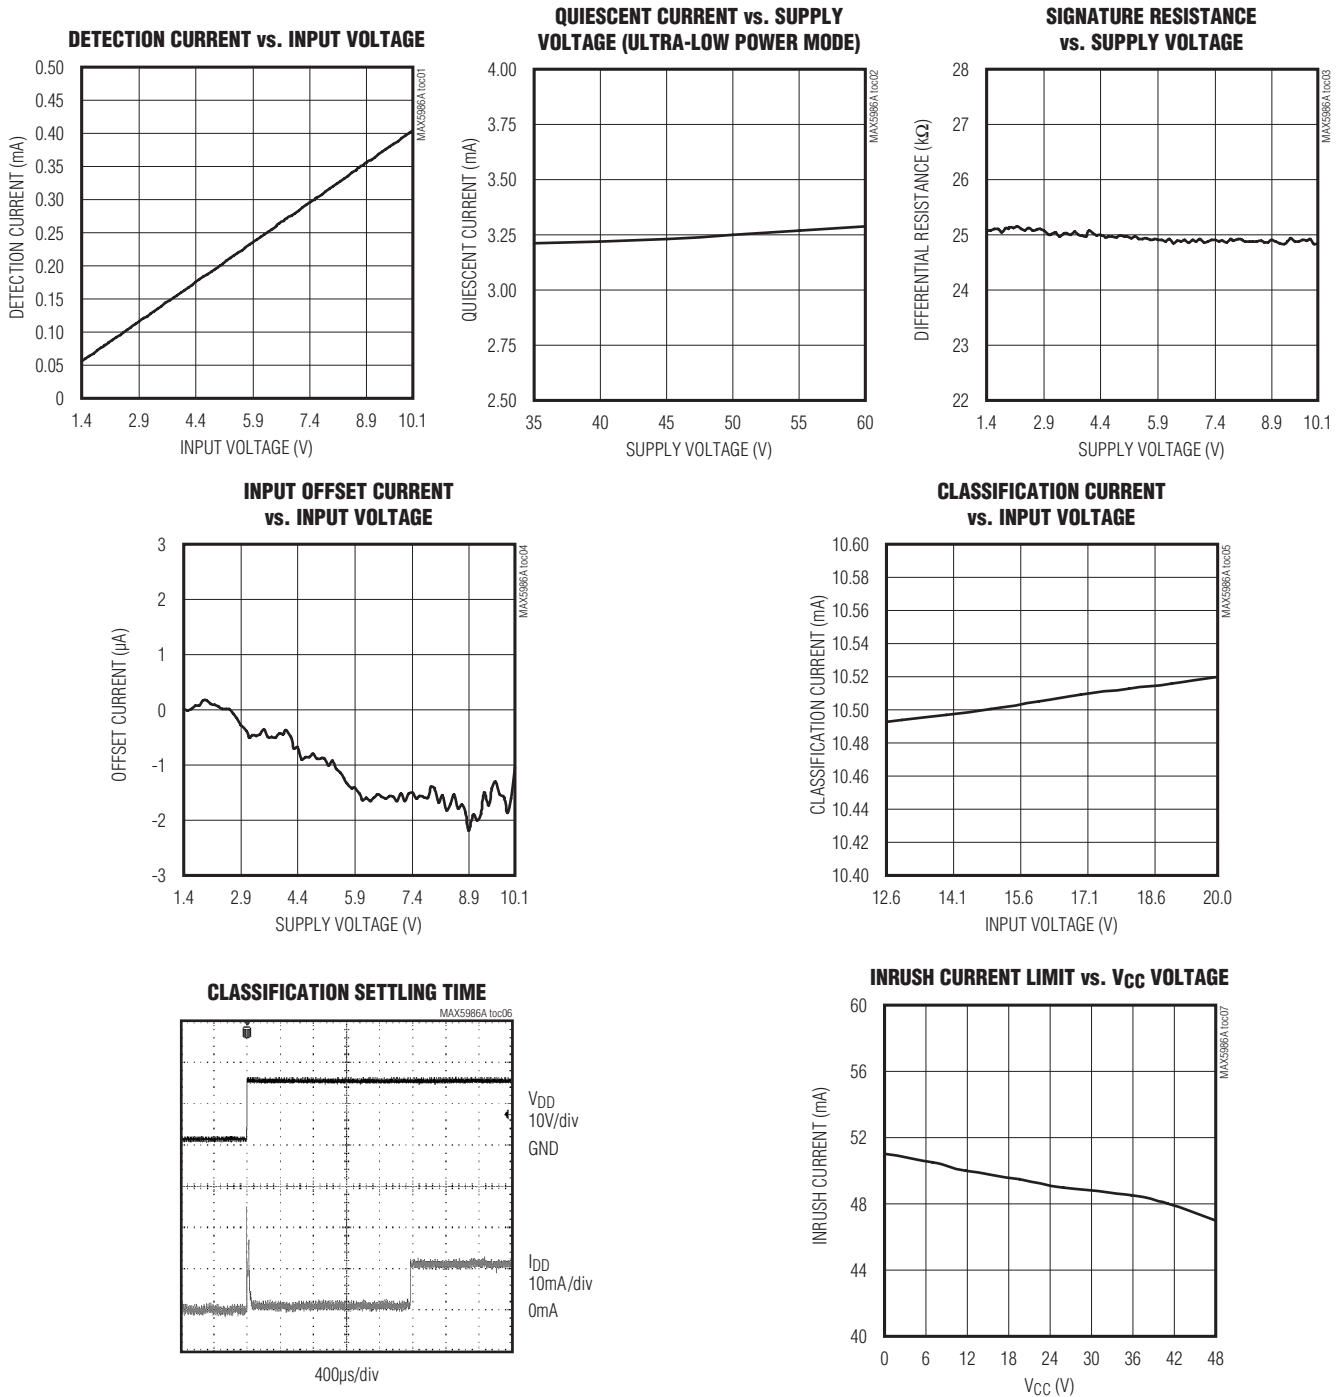 DETECTION CURRENT vs. INPUT VOLTAGE
MAX5986A toc01
DETECTION CURRENT (mA)
0.50
0.45
0.40
0.35
0.30
0.25
0.20
0.15
0.10
0.05
0
1.4 2.9 4.4 5.9 7.4 8.9 10.1
INPUT VOLTAGE (V)
QUIESCENT CURRENT vs. SUPPLY
VOLTAGE (ULTRA-LOW POWER MODE)
MAX5986A toc02
QUIESCENT CURRENT (mA)
4.00
3.75
3.50
3.25
3.00
2.75
2.50
35 40 45 50 55 60
SUPPLY VOLTAGE (V)
SIGNATURE RESISTANCE
vs. SUPPLY VOLTAGE
MAX5986A toc03
DIFFERENTIAL RESISTANCE (kΩ)
28
27
26
25
24
23
22
1.4 2.9 4.4 5.9 7.4 8.9 10.1
SUPPLY VOLTAGE (V)
INPUT OFFSET CURRENT
vs. INPUT VOLTAGE
MAX5986A toc04
OFFSET CURRENT (µA)
3
2
1
0
-1
-2
-3
1.4 2.9 4.4 5.9 7.4 8.9 10.1
SUPPLY VOLTAGE (V)
CLASSIFICATION CURRENT
vs. INPUT VOLTAGE
MAX5986A toc05
CLASSIFICATION CURRENT (mA)
10.60
10.58
10.56
10.54
10.52
10.50
10.48
10.46
10.44
10.42
10.40
12.6 14.1 15.6 17.1 18.6 20.0
INPUT VOLTAGE (V)
CLASSIFICATION SETTLING TIME
MAX5986A toc06
VDD
10V/div
GND
IDD
10mA/div
0mA
400µs/div
INRUSH CURRENT LIMIT vs. VCC VOLTAGE
MAX5986A toc07
INRUSH CURRENT (mA)
60
56
52
48
44
40
0 6 12 18 24 30 36 42 48
VCC (V)